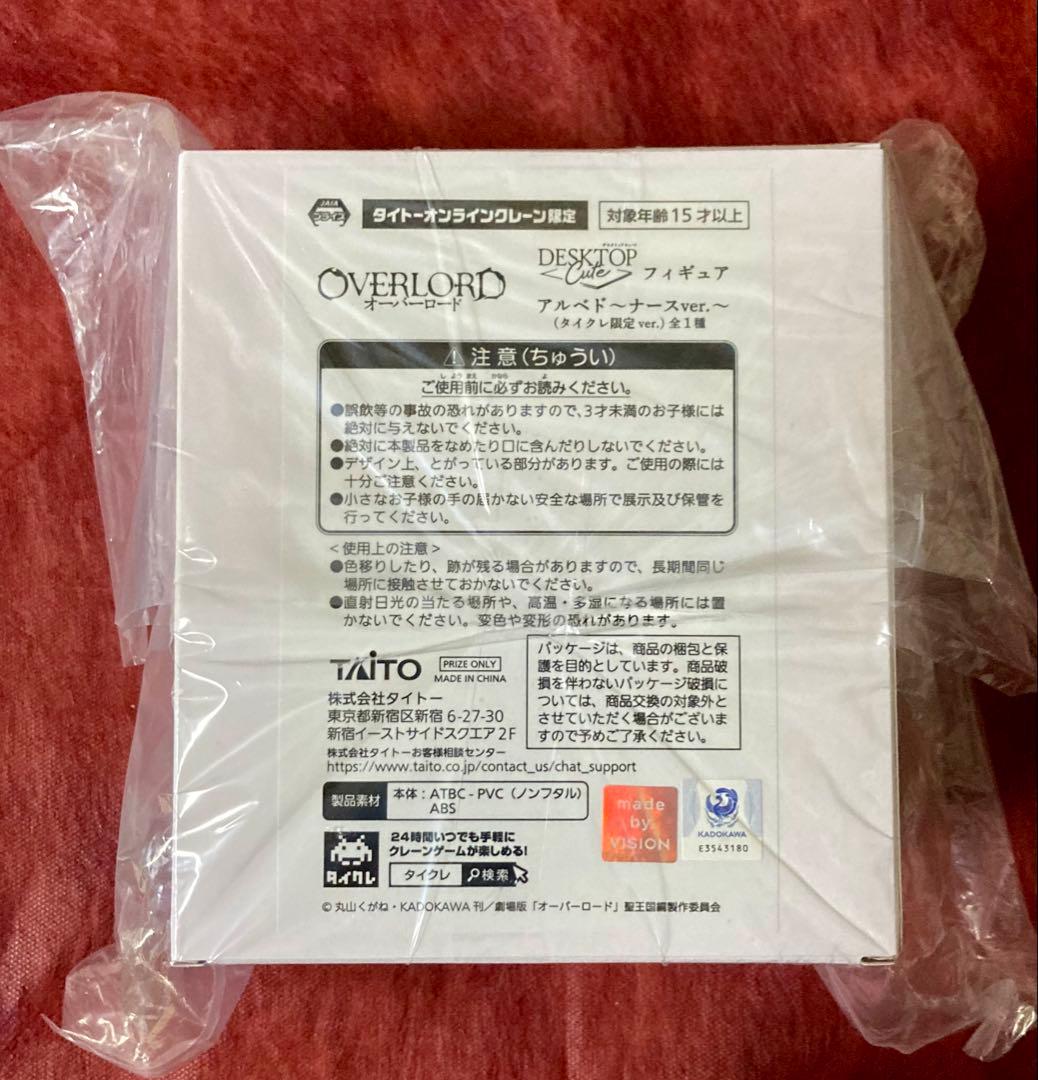 JAIA
プライズ
タイトーオンラインクレーン限定
対象年齢15才以上
OVERLORD
オーバーロード
DESKTOP
Cute
フィギュア
アルベド～ナースver.～
(タイクレ限定ver.)全1種
⚠ 注意(ちゅうい)
ご使用前に必ずお読みください。
●誤飲等の事故の恐れがありますので、3才未満のお子様には
絶対に与えないでください。
●絶対に本製品をなめたり口に含んだりしないでください。
●デザイン上、とがっている部分があります。ご使用の際には
十分ご注意ください。
●小さなお子様の手の届かない安全な場所で展示及び保管を
行ってください。
<使用上の注意>
●色移りしたり、跡が残る場合がありますので、長期間同じ
場所に接触させておかないでください。
●直射日光の当たる場所や、高温・多湿になる場所には置
かないでください。変色や変形の恐れがあります。
TAITO
PRIZE ONLY
MADE IN CHINA
株式会社タイトー
東京都新宿区新宿6-27-30
新宿イーストサイドスクエア2F
株式会社タイトーお客様相談センター
https://www.taito.co.jp/contact_us/chat_support
パッケージは、商品の梱包と保
護を目的としています。商品破
損を伴わないパッケージ破損に
ついては、商品交換の対象外と
させていただく場合がございま
すので予めご了承ください。
製品素材
本体：ATBC-PVC（ノンフタル）
ABS
made
by
VISION
KADOKAWA
E3543180
タイクレ
24時間いつでも手軽に
クレーンゲームが楽しめる!
タイクレ 検索
©丸山くがね・KADOKAWA刊／劇場版「オーバーロード」聖王国編製作委員会